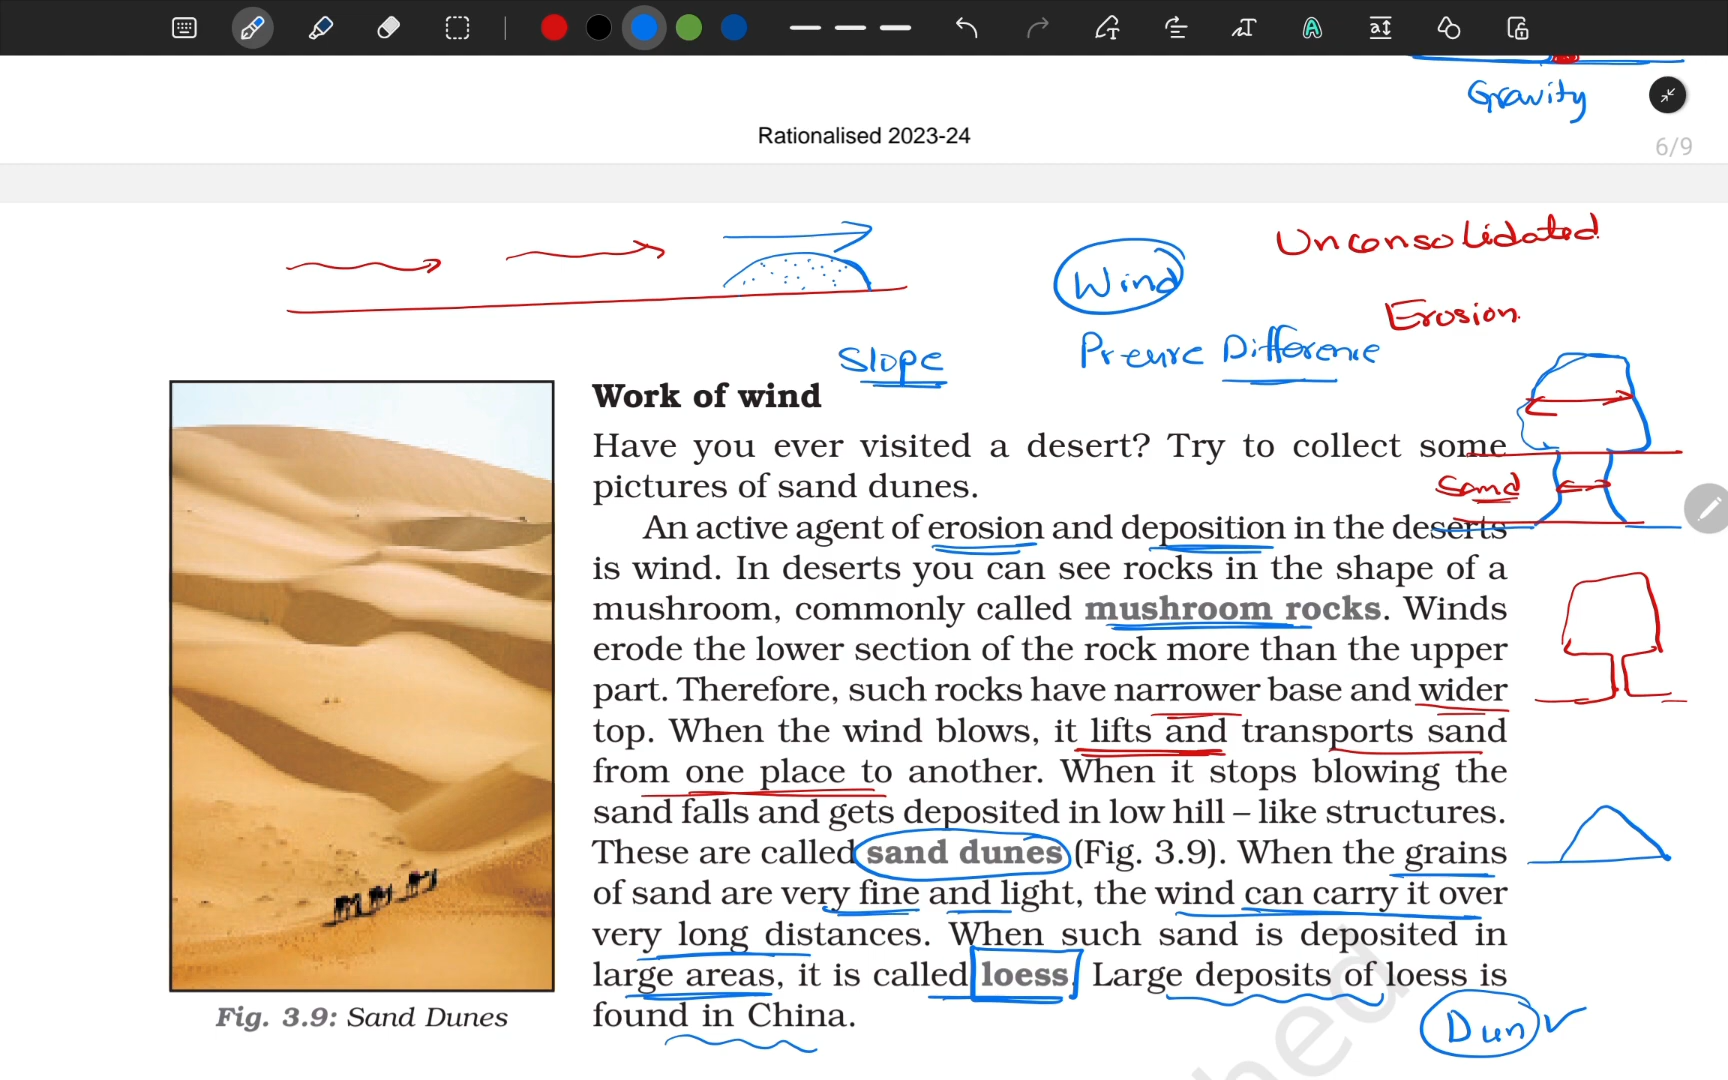 Gravity
Rationalised 2023-24
6/9
Unconsolidated
Wind
Erosion.
Preure Difference
Slope
Work of wind
Have you ever visited a desert? Try to collect some
pictures of sand dunes.
Sand
An active agent of erosion and deposition in the deserts
is wind. In deserts you can see rocks in the shape of a
mushroom, commonly called mushroom rocks. Winds
erode the lower section of the rock more than the upper
part. Therefore, such rocks have narrower base and wider
top. When the wind blows, it lifts and transports sand
from one place to another. When it stops blowing the
sand falls and gets deposited in low hill – like structures.
These are called sand dunes (Fig. 3.9). When the grains
of sand are very fine and light, the wind can carry it over
very long distances. When such sand is deposited in
large areas, it is called loess. Large deposits of loess is
found in China.
Fig. 3.9: Sand Dunes
Dun
hed